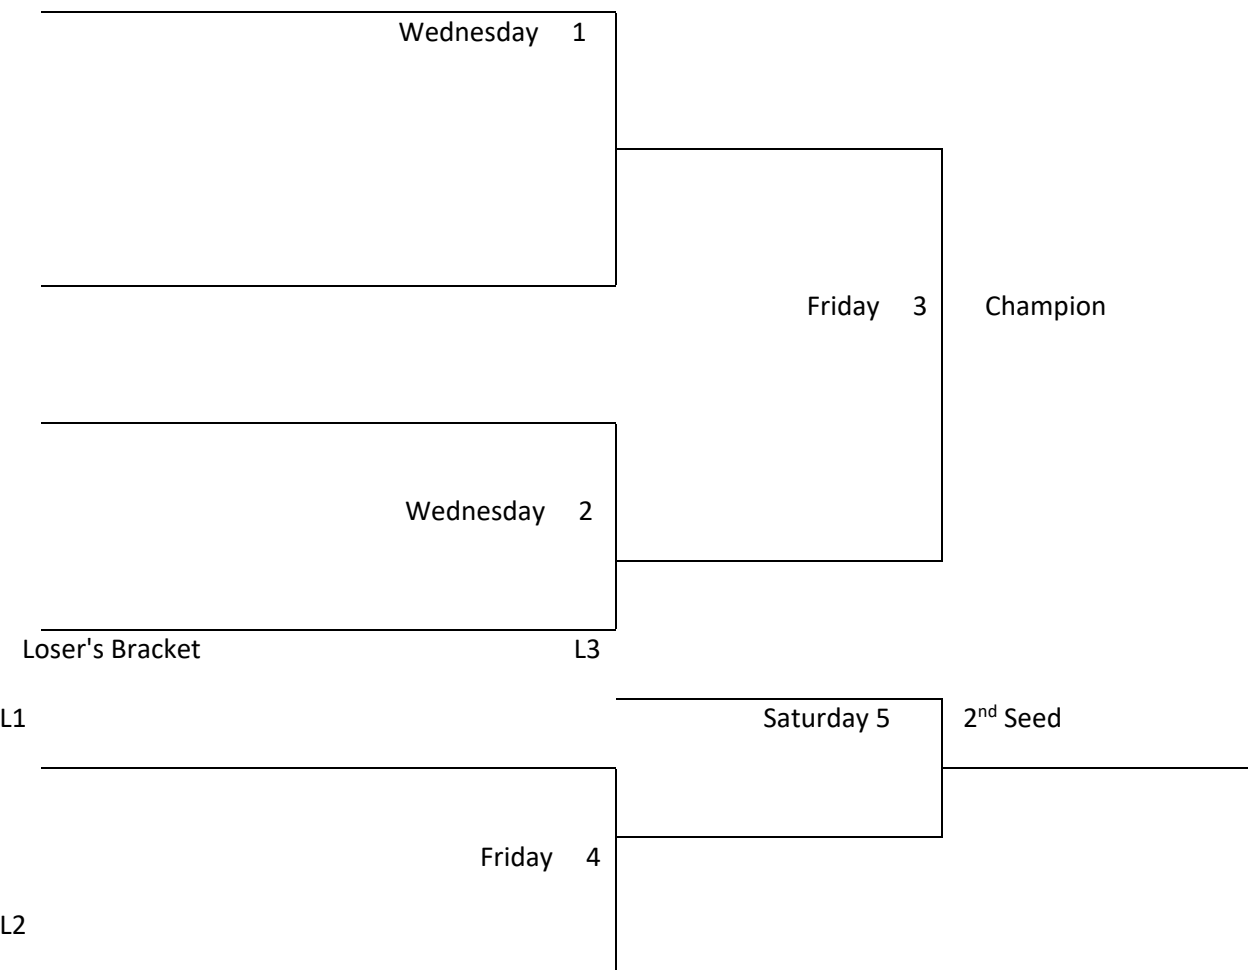 Wednesday 1
Friday 3 Champion
Wednesday 2
Loser's Bracket L3
L1 Saturday 5 2nd Seed
Friday 4
L2